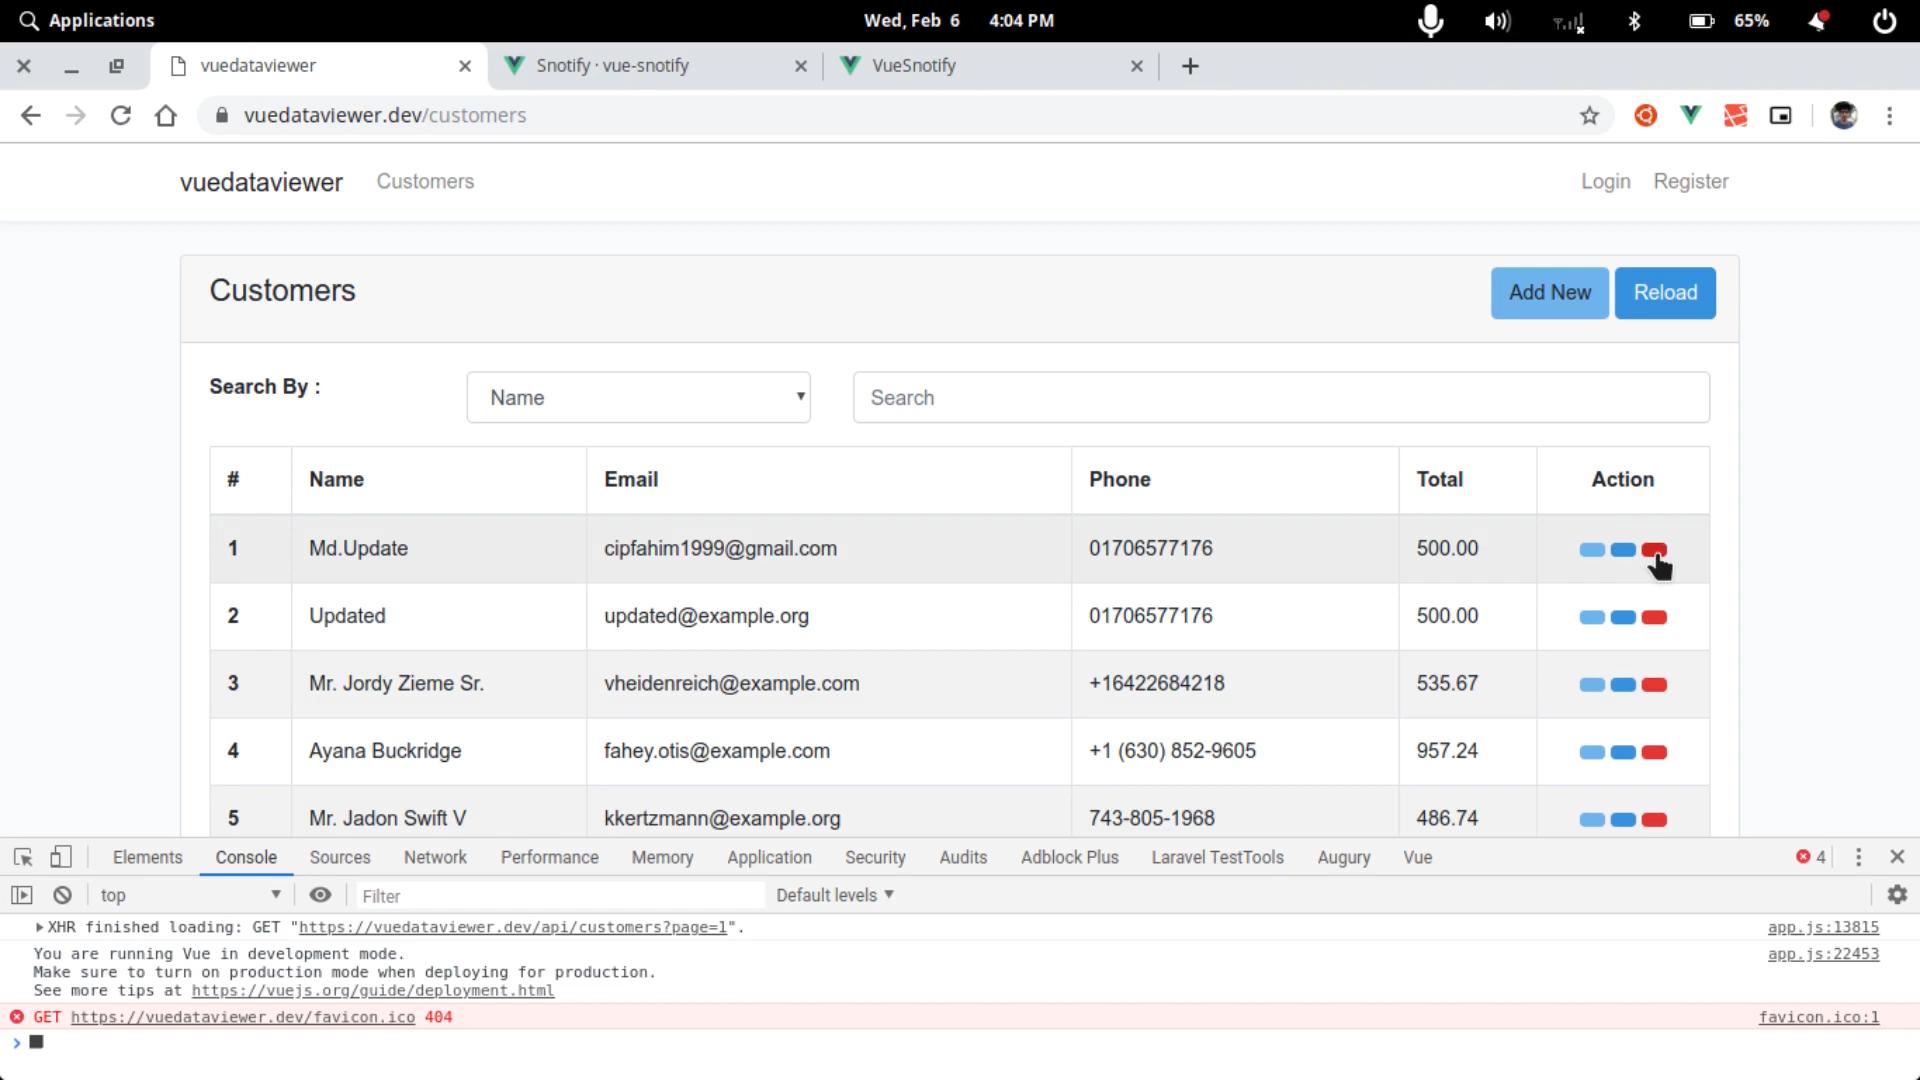 Applications Wed, Feb 6 4:04 PM 65%
vuedataviewer Snotify · vue-snotify VueSnotify
vuedataviewer.dev/customers
vuedataviewer Customers Login Register
Customers Add New Reload
Search By : Name Search
# Name Email Phone Total Action
1 Md.Update cipfahim1999@gmail.com 01706577176 500.00
2 Updated updated@example.org 01706577176 500.00
3 Mr. Jordy Zieme Sr. vheidenreich@example.com +16422684218 535.67
4 Ayana Buckridge fahey.otis@example.com +1 (630) 852-9605 957.24
5 Mr. Jadon Swift V kkertzmann@example.org 743-805-1968 486.74
Elements Console Sources Network Performance Memory Application Security Audits Adblock Plus Laravel TestTools Augury Vue 4
top Filter Default levels
XHR finished loading: GET "https://vuedataviewer.dev/api/customers?page=1". app.js:13815
You are running Vue in development mode. app.js:22453
Make sure to turn on production mode when deploying for production.
See more tips at https://vuejs.org/guide/deployment.html
GET https://vuedataviewer.dev/favicon.ico 404 favicon.ico:1